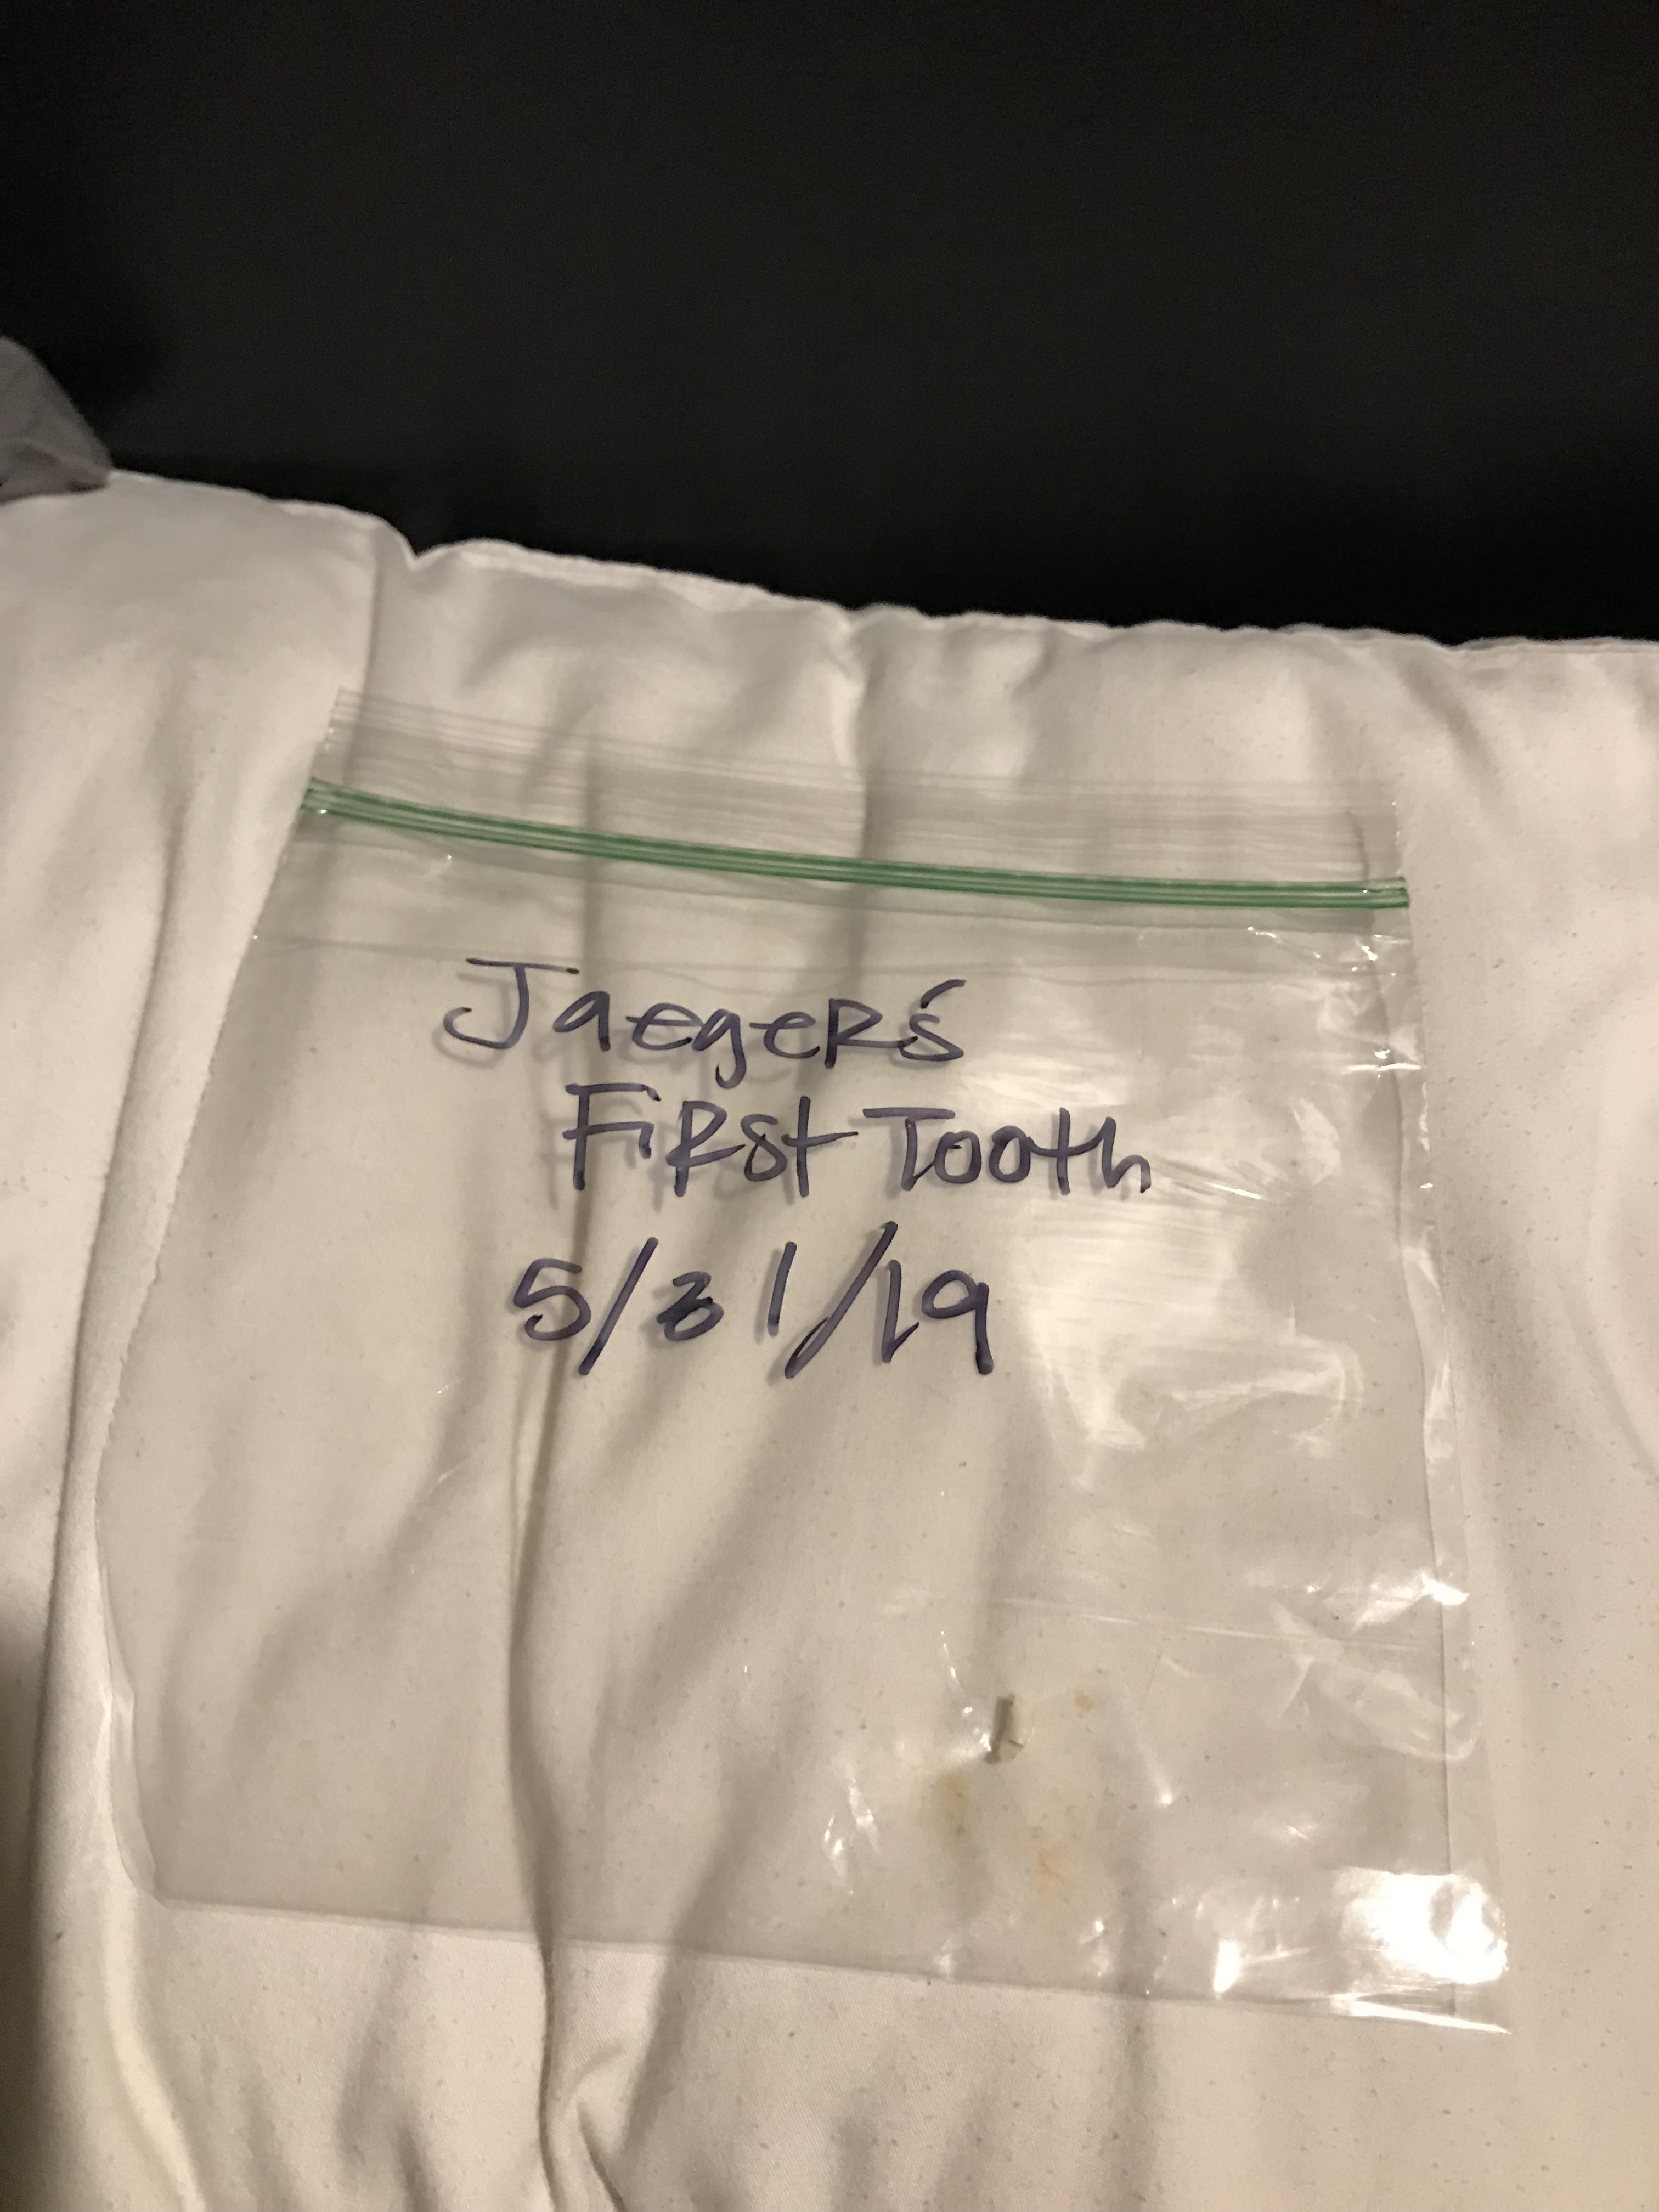 Jaeger's
First Tooth
5/31/19